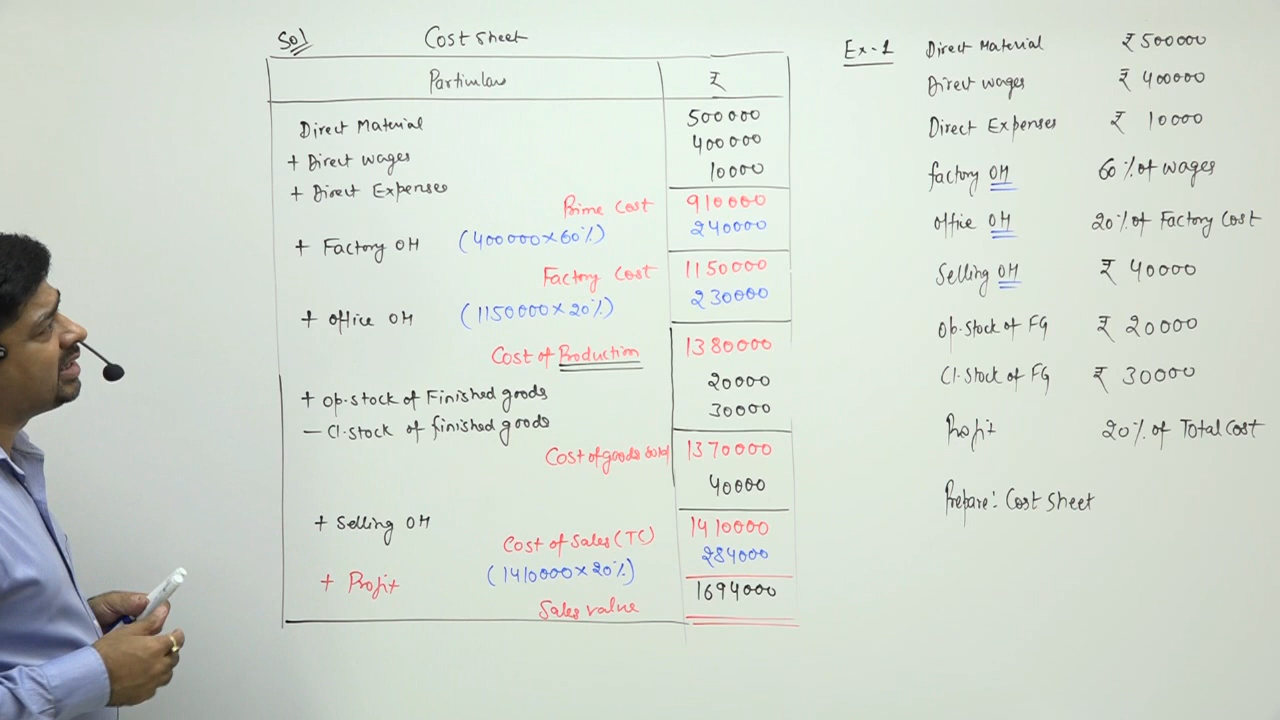 Sol Cost Sheet
Particulars ₹
Direct Material 500000
+ Direct wages 400000
+ Direct Expenses 10000
Prime Cost 910000
+ Factory OH (400000×60%) 240000
Factory Cost 1150000
+ office OH (1150000×20%) 230000
Cost of Production 1380000
+ Op.stock of Finished goods 20000
- Cl.stock of finished goods 30000
Cost of goods sold 1370000
+ Selling OH 40000
Cost of Sales (TC) 1410000
+ Profit (1410000×20%) 284000
Sales value 1694000
Ex-1 Direct Material ₹ 500000
Direct wages ₹ 400000
Direct Expenses ₹ 10000
factory OH 60% of wages
office OH 20% of Factory Cost
Selling OH ₹ 40000
Op.stock of FG ₹ 20000
Cl.stock of FG ₹ 30000
Profit 20% of Total Cost
Prepare: Cost Sheet